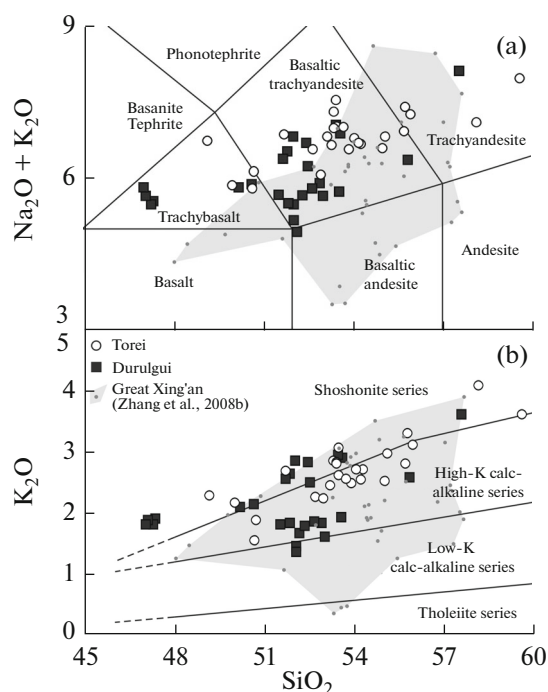 9
(a)
Phonotephrite
Basaltic
trachyandesite
Basanite
Tephrite
Trachyandesite
Na2O + K2O
6
Trachybasalt
Basalt
Basaltic
andesite
Andesite
3
5
Torei
(b)
Durulgui
Great Xing'an
(Zhang et al., 2008b)
Shoshonite series
4
3
K2O
High-K calc-
alkaline series
2
Low-K
calc-alkaline series
1
Tholeiite series
0
45 48 51 54 57 60
SiO2